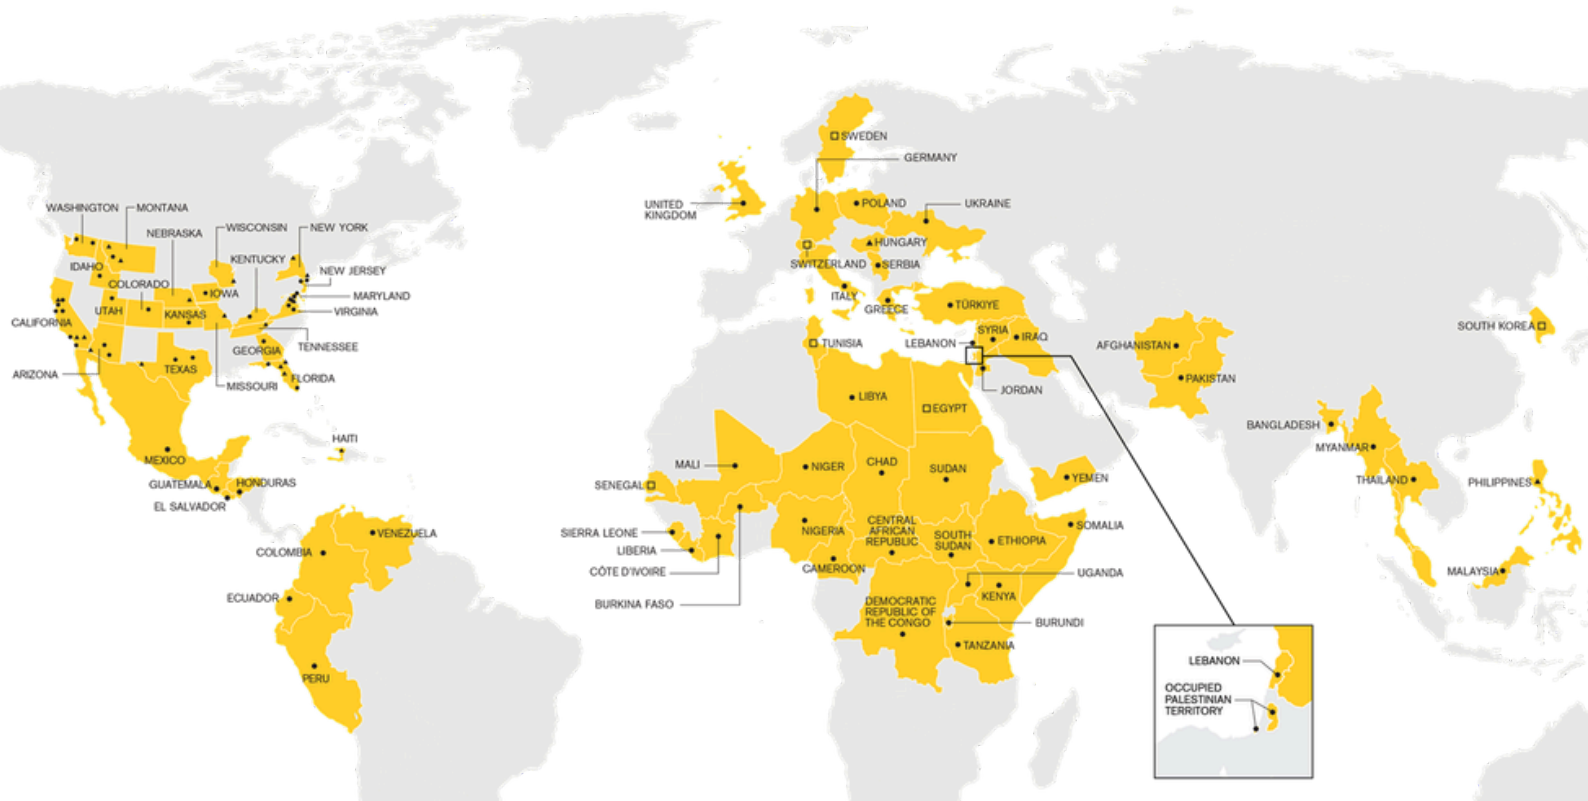 WASHINGTON
MONTANA
NEBRASKA
WISCONSIN
NEW YORK
IDAHO
COLORADO
KENTUCKY
NEW JERSEY
IOWA
MARYLAND
UTAH
KANSAS
VIRGINIA
CALIFORNIA
GEORGIA
TENNESSEE
ARIZONA
TEXAS
MISSOURI
FLORIDA
HAITI
MEXICO
GUATEMALA
HONDURAS
EL SALVADOR
VENEZUELA
COLOMBIA
ECUADOR
PERU
SWEDEN
GERMANY
UNITED
KINGDOM
POLAND
UKRAINE
HUNGARY
SWITZERLAND
SERBIA
ITALY
GREECE
TÜRKIYE
TUNISIA
LEBANON
SYRIA
IRAQ
JORDAN
LIBYA
EGYPT
MALI
NIGER
CHAD
SUDAN
YEMEN
SENEGAL
SIERRA LEONE
LIBERIA
CÔTE D'IVOIRE
BURKINA FASO
NIGERIA
CENTRAL
AFRICAN
REPUBLIC
SOUTH
SUDAN
ETHIOPIA
SOMALIA
CAMEROON
UGANDA
KENYA
DEMOCRATIC
REPUBLIC OF
THE CONGO
BURUNDI
TANZANIA
AFGHANISTAN
PAKISTAN
SOUTH KOREA
BANGLADESH
MYANMAR
THAILAND
PHILIPPINES
MALAYSIA
LEBANON
OCCUPIED
PALESTINIAN
TERRITORY